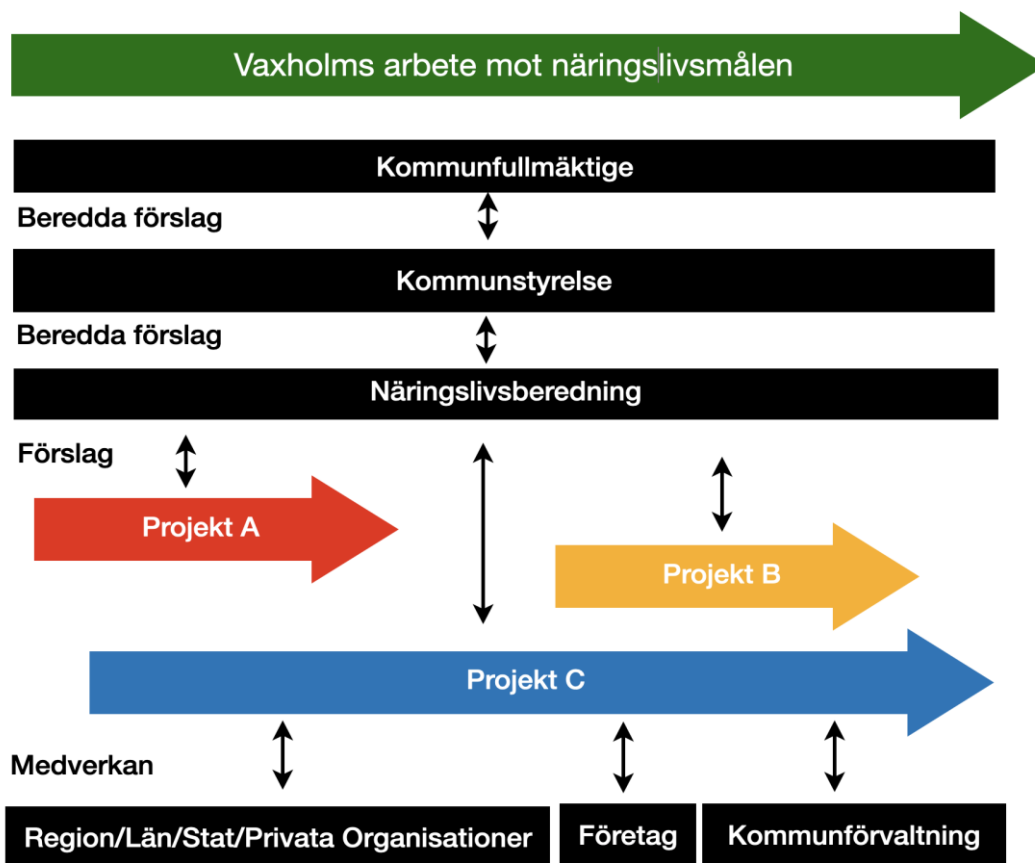 Vaxholms arbete mot näringslivsmålen
Kommunfullmäktige
Beredda förslag
Kommunstyrelse
Beredda förslag
Näringslivsberedning
Förslag
Projekt A
Projekt B
Projekt C
Medverkan
Region/Län/Stat/Privata Organisationer
Företag
Kommunförvaltning